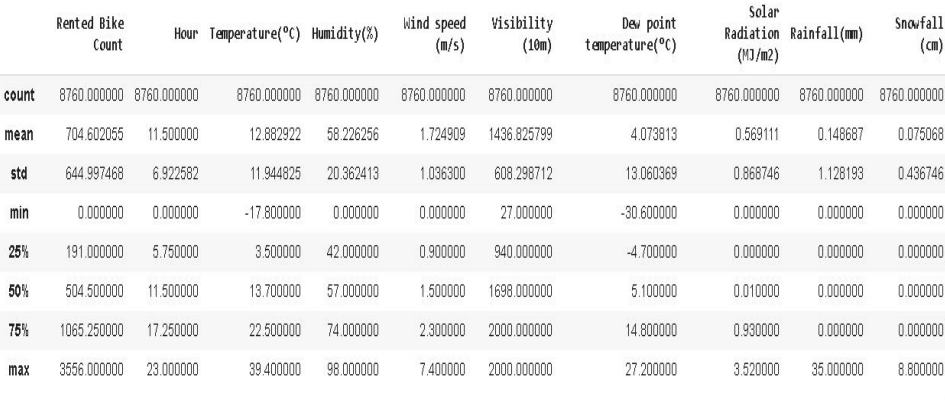 Rented Bike Count Hour Temperature(°C) Humidity(%) Wind speed (m/s) Visibility (10m) Dew point temperature(°C) Solar Radiation (MJ/m2) Rainfall(mm) Snowfall (cm)
count 8760.000000 8760.000000 8760.000000 8760.000000 8760.000000 8760.000000 8760.000000 8760.000000 8760.000000 8760.000000
mean 704.602055 11.500000 12.882922 58.226256 1.724909 1436.825799 4.073813 0.569111 0.148687 0.075068
std 644.997468 6.922582 11.944825 20.362413 1.036300 608.298712 13.060369 0.868746 1.128193 0.436746
min 0.000000 0.000000 -17.800000 0.000000 0.000000 27.000000 -30.600000 0.000000 0.000000 0.000000
25% 191.000000 5.750000 3.500000 42.000000 0.900000 940.000000 -4.700000 0.000000 0.000000 0.000000
50% 504.500000 11.500000 13.700000 57.000000 1.500000 1698.000000 5.100000 0.010000 0.000000 0.000000
75% 1065.250000 17.250000 22.500000 74.000000 2.300000 2000.000000 14.800000 0.930000 0.000000 0.000000
max 3556.000000 23.000000 39.400000 98.000000 7.400000 2000.000000 27.200000 3.520000 35.000000 8.800000